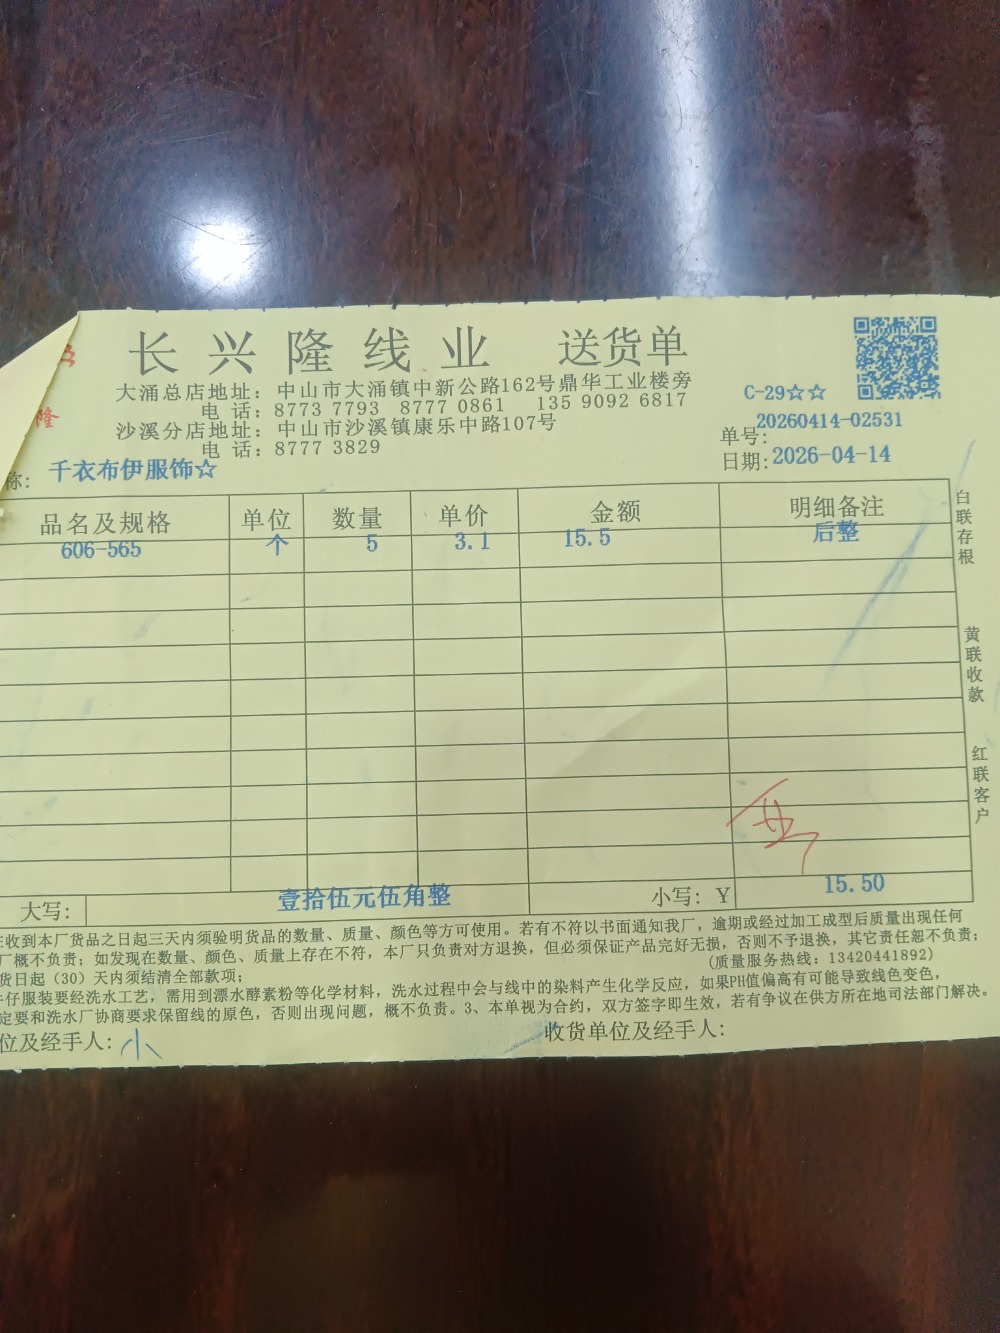 长兴隆线业 送货单
大涌总店地址：中山市大涌镇中新公路162号鼎华工业楼旁
电 话：8773 7793 8777 0861 135 9092 6817
沙溪分店地址：中山市沙溪镇康乐中路107号
电 话：8777 3829
C-29☆☆
单号：20260414-02531
日期：2026-04-14
隆
称：千衣布伊服饰☆
品名及规格 单位 数量 单价 金额 明细备注
606-565 个 5 3.1 15.5 后整
白联存根
黄联收款
红联客户
大写：壹拾伍元伍角整 小写：￥15.50
收到本厂货品之日起三天内须验明货品的数量、质量、颜色等方可使用。若有不符以书面通知我厂，逾期或经过加工成型后质量出现任何
厂概不负责；如发现在数量、颜色、质量上存在不符，本厂只负责对方退换，但必须保证产品完好无损，否则不予退换，其它责任恕不负责；
货日起（30）天内须结清全部款项； (质量服务热线：13420441892)
仔服装要经洗水工艺，需用到漂水酵素粉等化学材料，洗水过程中会与线中的染料产生化学反应，如果PH值偏高有可能导致线色变色，
定要和洗水厂协商要求保留线的原色，否则出现问题，概不负责。3、本单视为合约，双方签字即生效，若有争议在供方所在地司法部门解决。
位及经手人：小 收货单位及经手人：